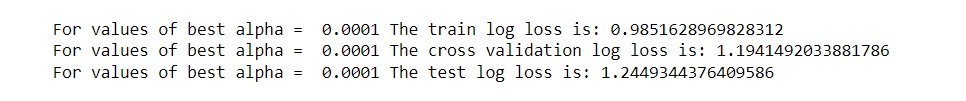 For values of best alpha =  0.0001 The train log loss is: 0.9851628969828312
For values of best alpha =  0.0001 The cross validation log loss is: 1.1941492033881786
For values of best alpha =  0.0001 The test log loss is: 1.2449344376409586